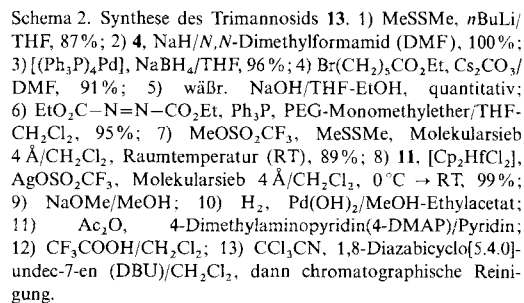 Schema 2. Synthese des Trimannosids 13. 1) MeSSMe, nBuLi/
THF, 87%; 2) 4, NaH/N,N-Dimethylformamid (DMF), 100%;
3) [(Ph₃P)₄Pd], NaBH₄/THF, 96%; 4) Br(CH₂)₅CO₂Et, Cs₂CO₃/
DMF, 91%; 5) wäßr. NaOH/THF-EtOH, quantitativ;
6) EtO₂C−N=N−CO₂Et, Ph₃P, PEG-Monomethylether/THF-
CH₂Cl₂, 95%; 7) MeOSO₂CF₃, MeSSMe, Molekularsieb
4 Å/CH₂Cl₂, Raumtemperatur (RT), 89%; 8) 11, [Cp₂HfCl₂],
AgOSO₂CF₃, Molekularsieb 4 Å/CH₂Cl₂, 0°C → RT, 99%;
9) NaOMe/MeOH; 10) H₂, Pd(OH)₂/MeOH-Ethylacetat;
11) Ac₂O, 4-Dimethylaminopyridin(4-DMAP)/Pyridin;
12) CF₃COOH/CH₂Cl₂; 13) CCl₃CN, 1,8-Diazabicyclo[5.4.0]-
undec-7-en (DBU)/CH₂Cl₂, dann chromatographische Reini-
gung.